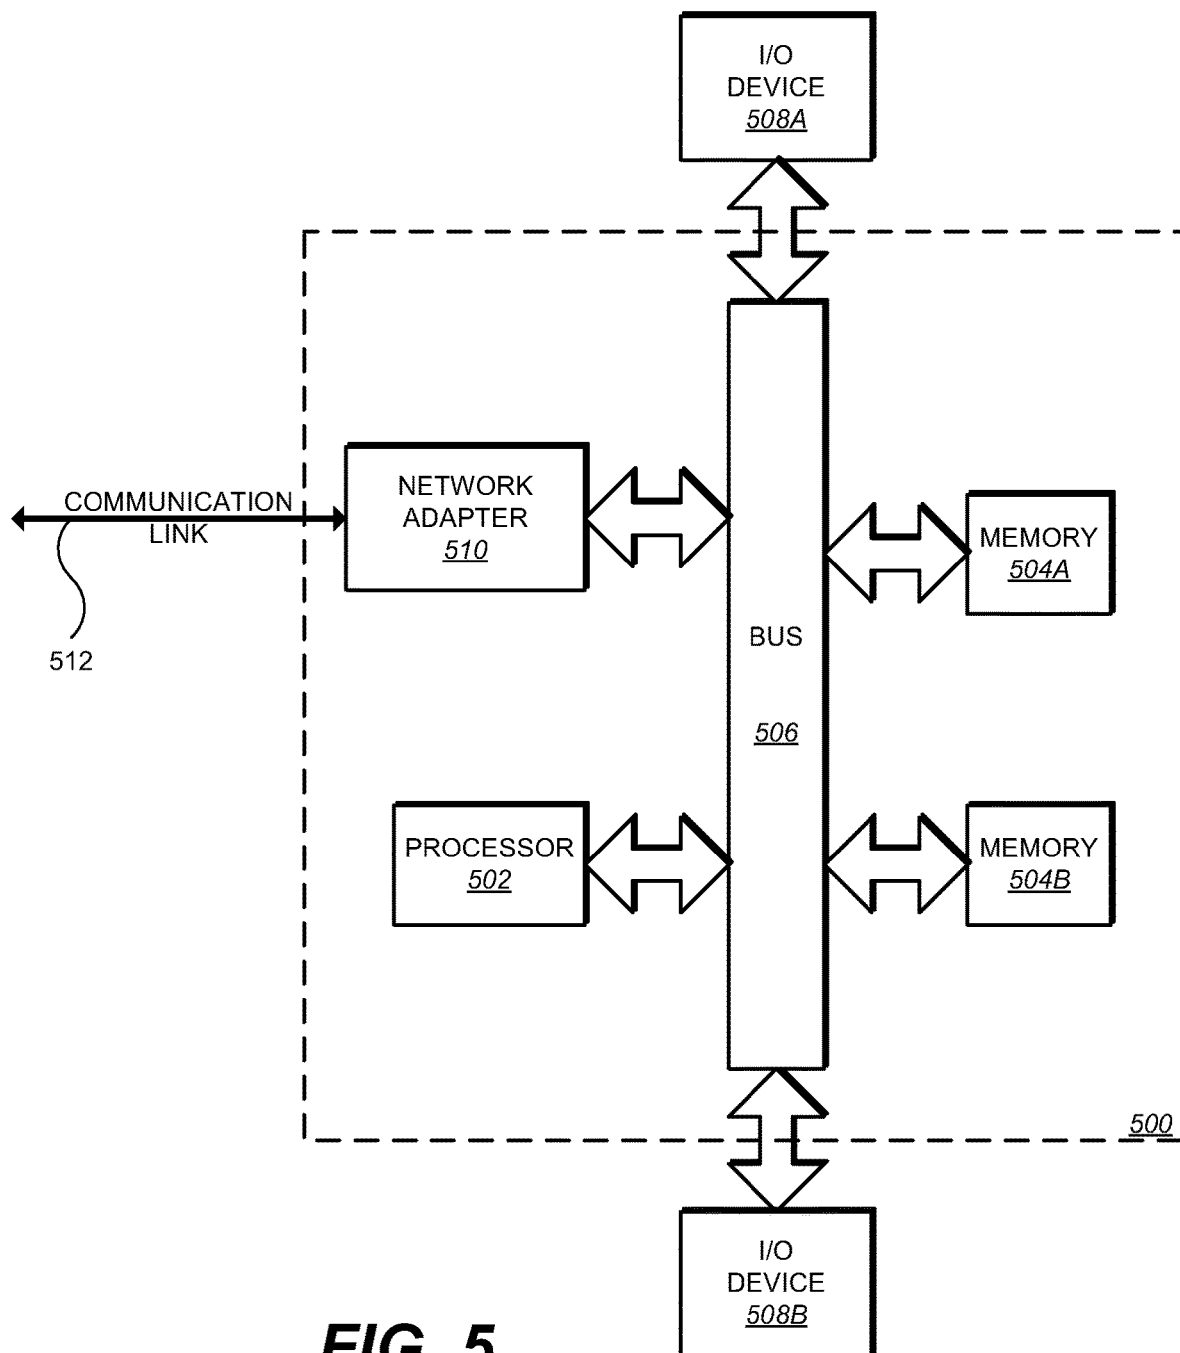 I/O
DEVICE
508A
COMMUNICATION
LINK
512
NETWORK
ADAPTER
510
MEMORY
504A
BUS
506
PROCESSOR
502
MEMORY
504B
500
I/O
DEVICE
508B
FIG. 5